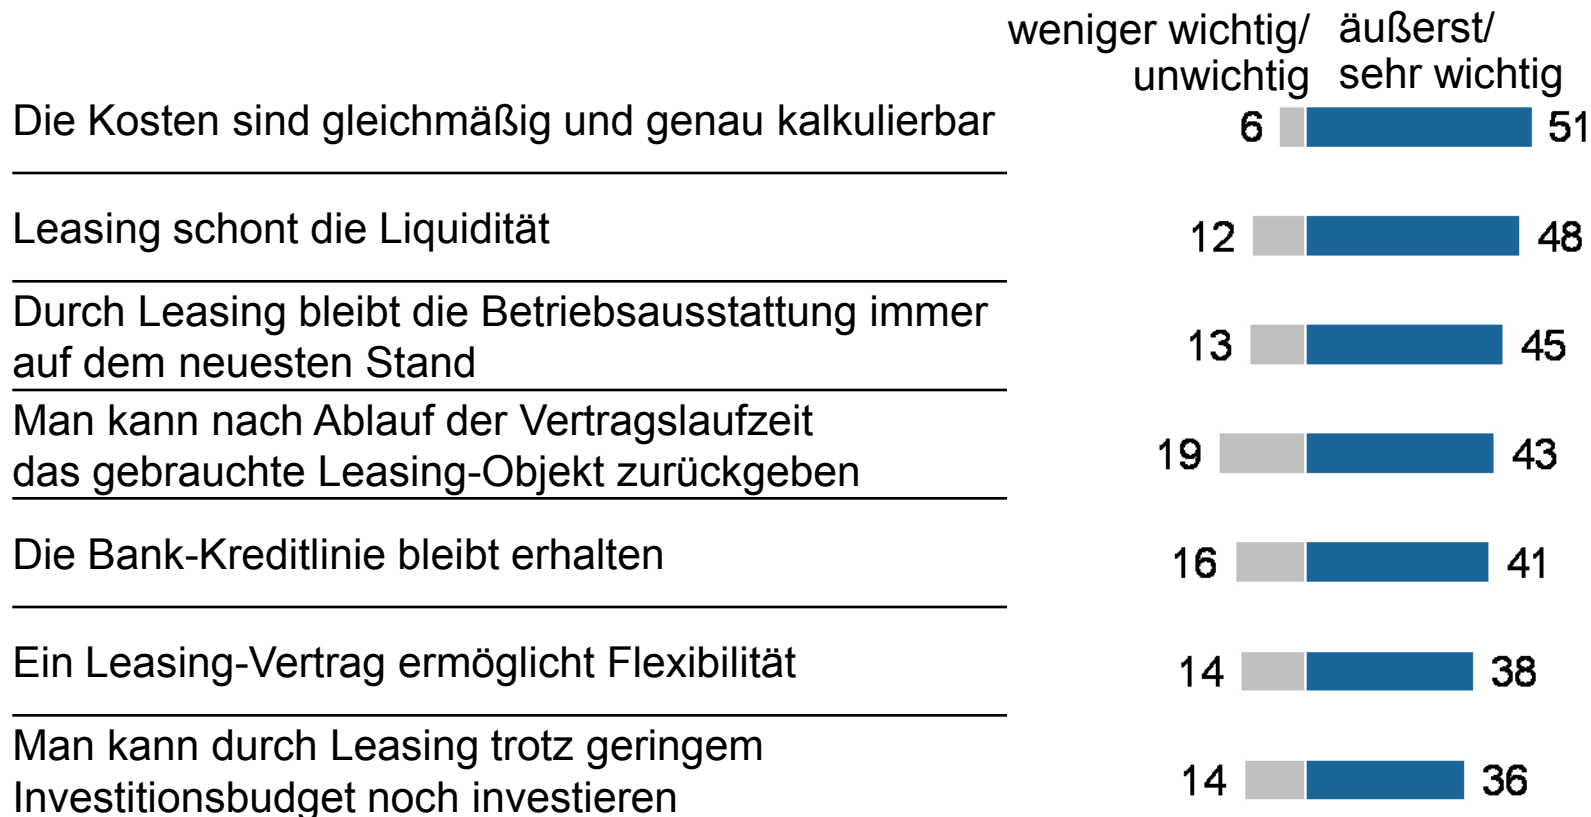 weniger wichtig/ äußerst/
unwichtig sehr wichtig
Die Kosten sind gleichmäßig und genau kalkulierbar 6 51
Leasing schont die Liquidität 12 48
Durch Leasing bleibt die Betriebsausstattung immer
auf dem neuesten Stand 13 45
Man kann nach Ablauf der Vertragslaufzeit
das gebrauchte Leasing-Objekt zurückgeben 19 43
Die Bank-Kreditlinie bleibt erhalten 16 41
Ein Leasing-Vertrag ermöglicht Flexibilität 14 38
Man kann durch Leasing trotz geringem
Investitionsbudget noch investieren 14 36